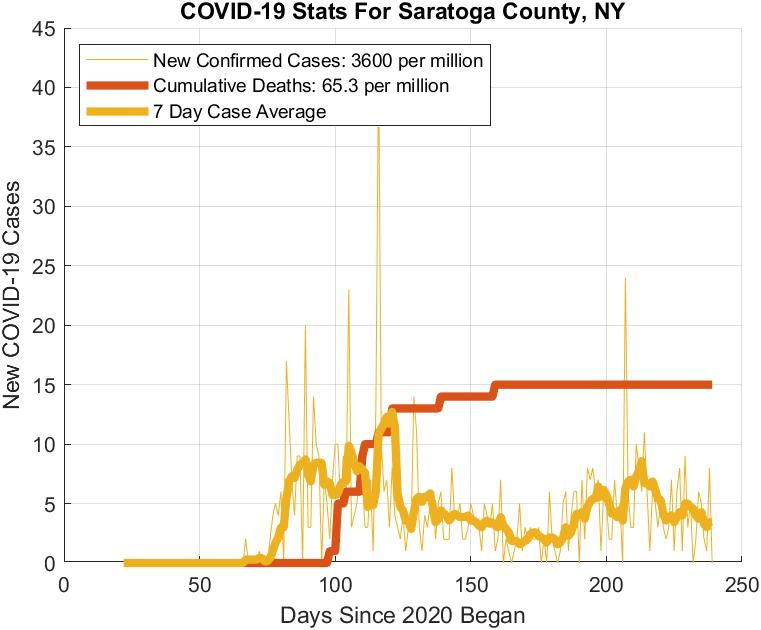 COVID-19 Stats For Saratoga County, NY
45
40
35
30
25
20
15
10
5
0
New COVID-19 Cases
New Confirmed Cases: 3600 per million
Cumulative Deaths: 65.3 per million
7 Day Case Average
0 50 100 150 200 250
Days Since 2020 Began